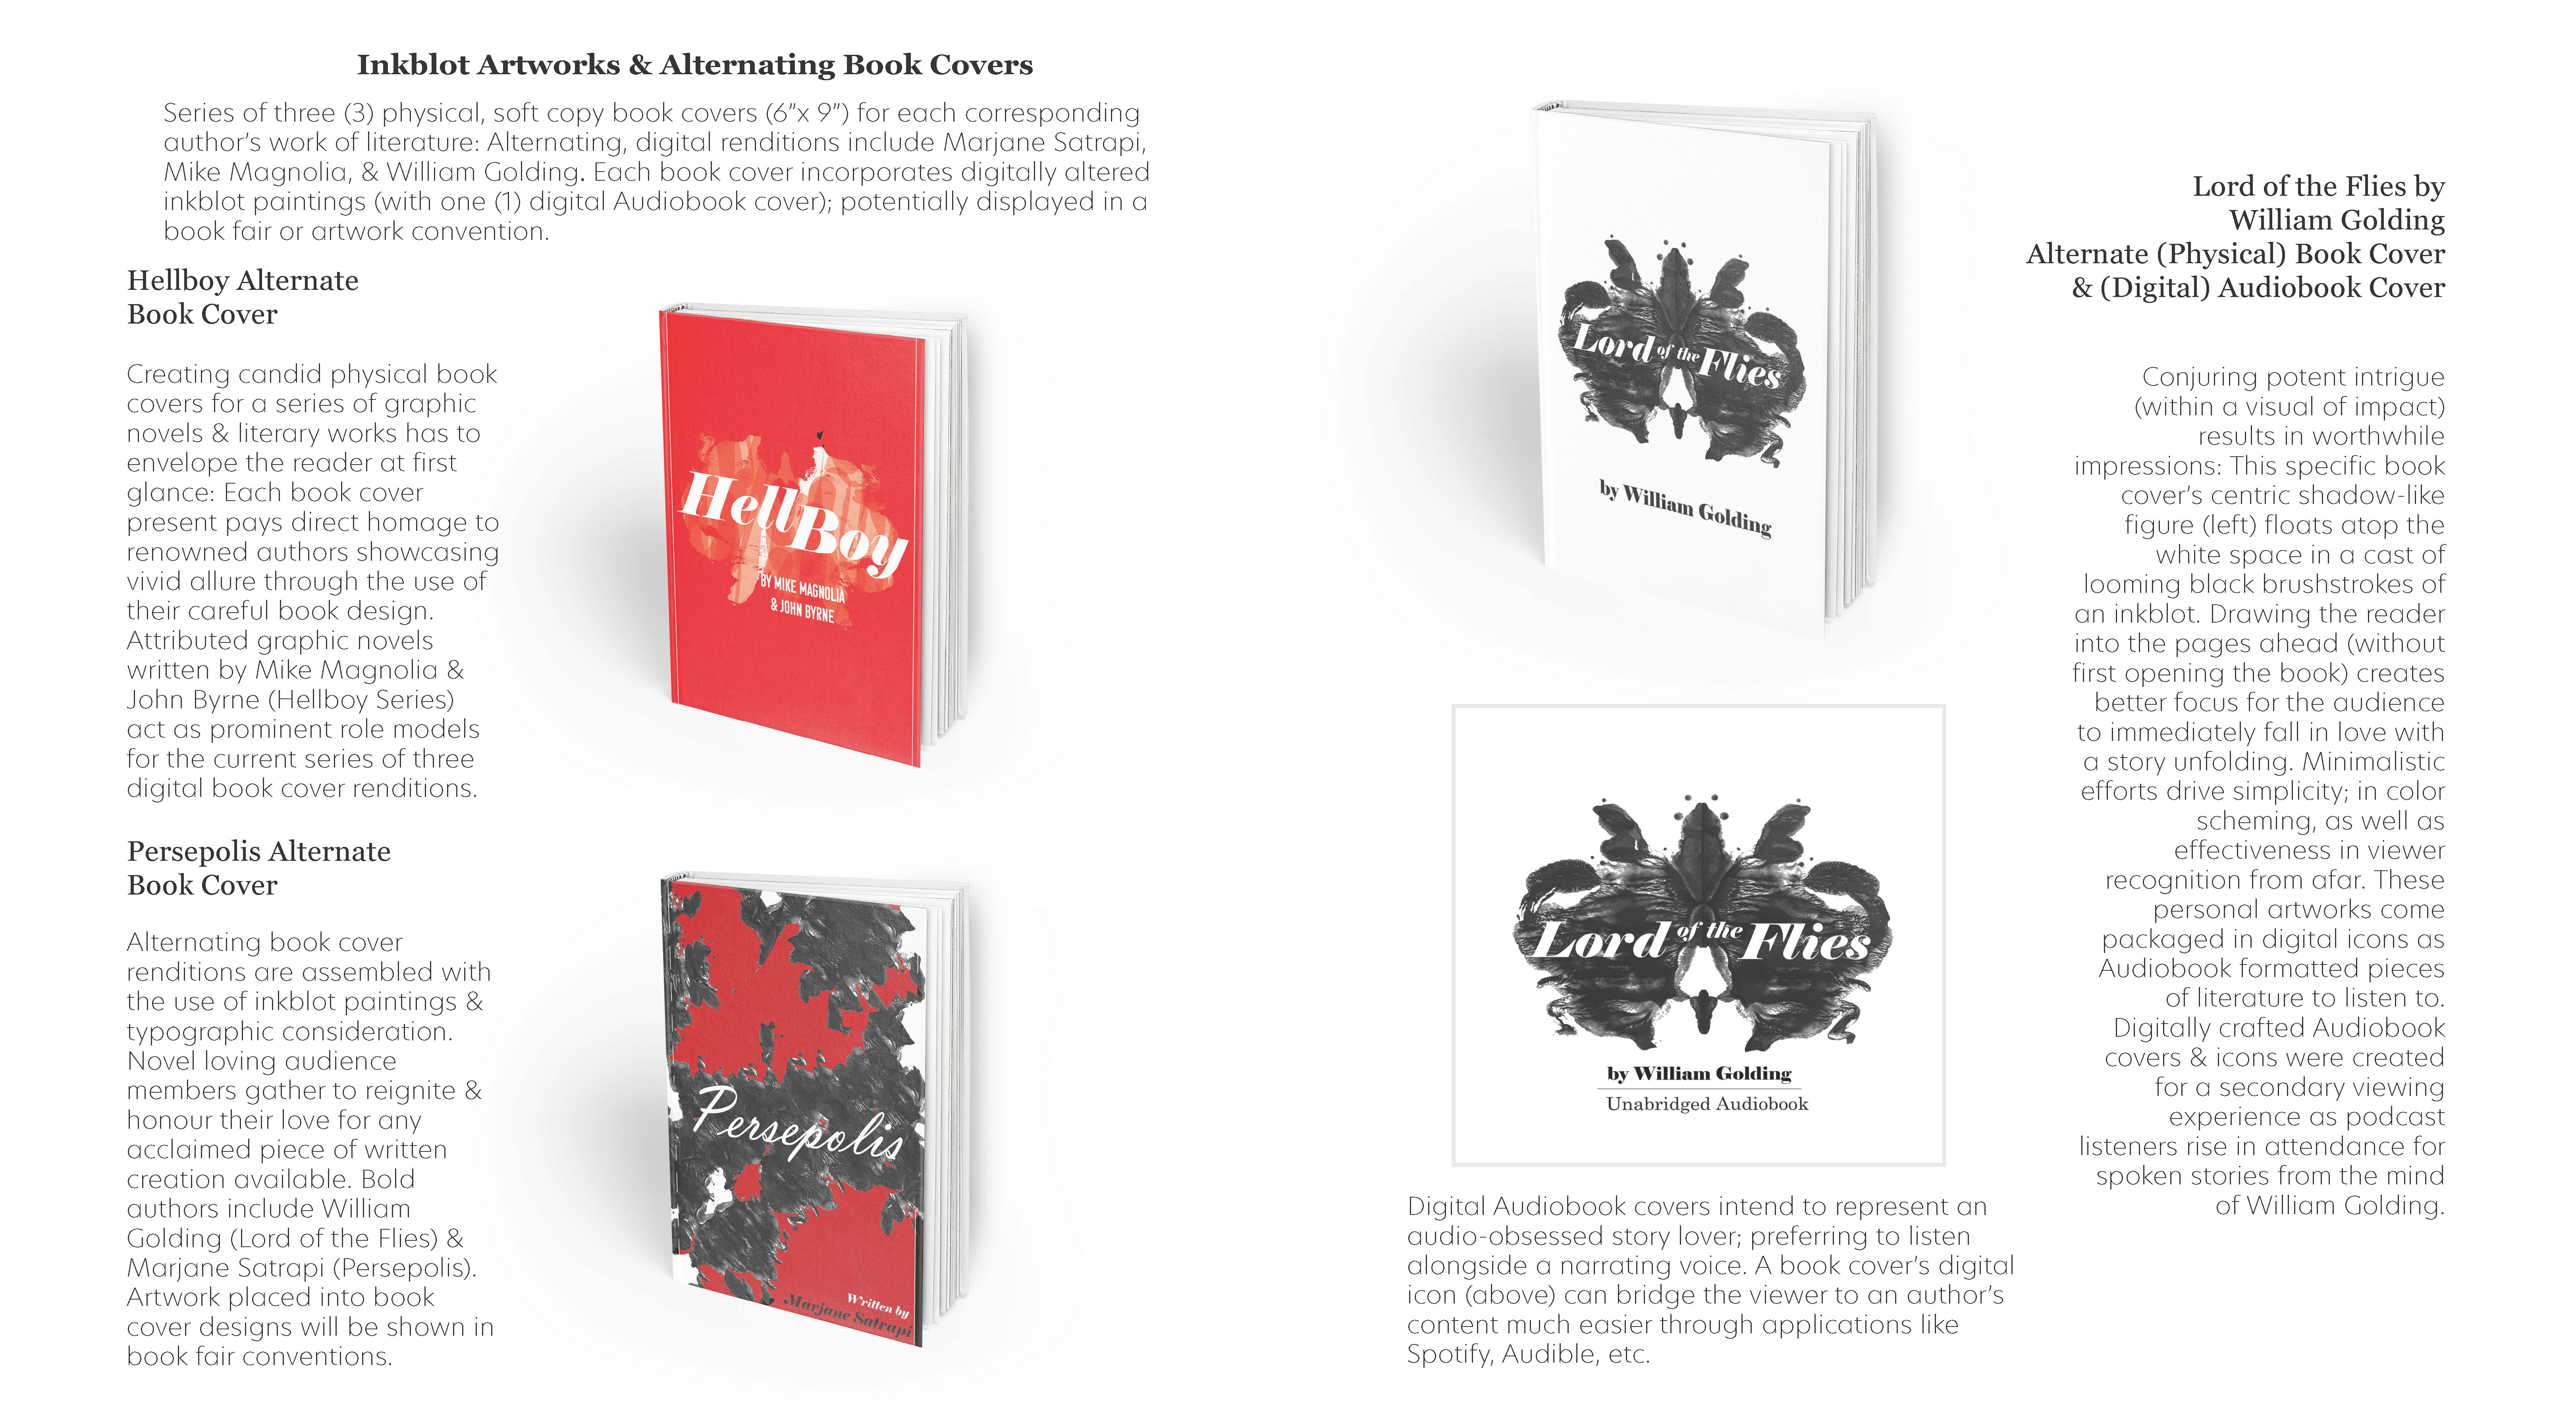 Inkblot Artworks & Alternating Book Covers
Series of three (3) physical, soft copy book covers (6”x 9”) for each corresponding
author’s work of literature: Alternating, digital renditions include Marjane Satrapi,
Mike Magnolia, & William Golding. Each book cover incorporates digitally altered
inkblot paintings (with one (1) digital Audiobook cover); potentially displayed in a
book fair or artwork convention.
Hellboy Alternate
Book Cover
Creating candid physical book
covers for a series of graphic
novels & literary works has to
envelope the reader at first
glance: Each book cover
present pays direct homage to
renowned authors showcasing
vivid allure through the use of
their careful book design.
Attributed graphic novels
written by Mike Magnolia &
John Byrne (Hellboy Series)
act as prominent role models
for the current series of three
digital book cover renditions.
HellBoy
BY MIKE MAGNOLIA
& JOHN BYRNE
Persepolis Alternate
Book Cover
Alternating book cover
renditions are assembled with
the use of inkblot paintings &
typographic consideration.
Novel loving audience
members gather to reignite &
honour their love for any
acclaimed piece of written
creation available. Bold
authors include William
Golding (Lord of the Flies) &
Marjane Satrapi (Persepolis).
Artwork placed into book
cover designs will be shown in
book fair conventions.
Persepolis
Written by
Marjane Satrapi
Lord of the Flies
by William Golding
Lord of the Flies by
William Golding
Alternate (Physical) Book Cover
& (Digital) Audiobook Cover
Conjuring potent intrigue
(within a visual of impact)
results in worthwhile
impressions: This specific book
cover’s centric shadow-like
figure (left) floats atop the
white space in a cast of
looming black brushstrokes of
an inkblot. Drawing the reader
into the pages ahead (without
first opening the book) creates
better focus for the audience
to immediately fall in love with
a story unfolding. Minimalistic
efforts drive simplicity; in color
scheming, as well as
effectiveness in viewer
recognition from afar. These
personal artworks come
packaged in digital icons as
Audiobook formatted pieces
of literature to listen to.
Digitally crafted Audiobook
covers & icons were created
for a secondary viewing
experience as podcast
listeners rise in attendance for
spoken stories from the mind
of William Golding.
Lord of the Flies
by William Golding
Unabridged Audiobook
Digital Audiobook covers intend to represent an
audio-obsessed story lover; preferring to listen
alongside a narrating voice. A book cover’s digital
icon (above) can bridge the viewer to an author’s
content much easier through applications like
Spotify, Audible, etc.